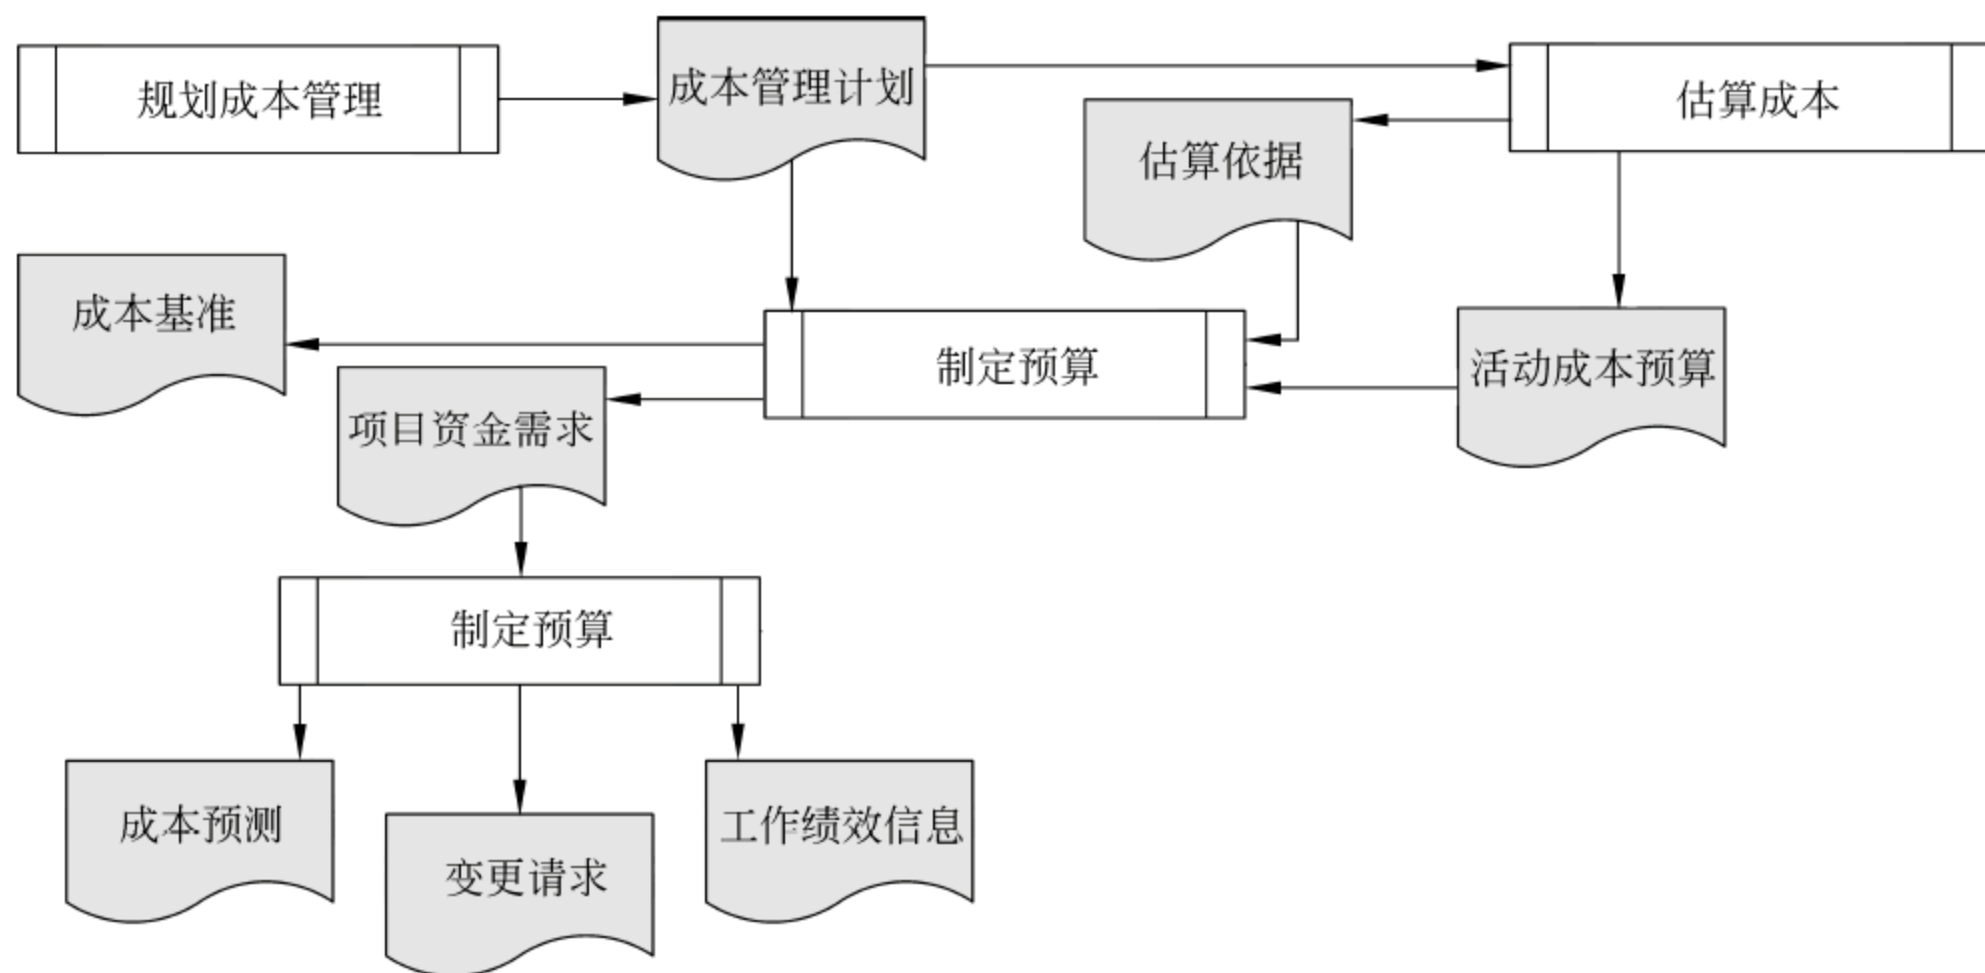 规划成本管理
成本管理计划
估算成本
估算依据
成本基准
制定预算
活动成本预算
项目资金需求
制定预算
成本预测
变更请求
工作绩效信息